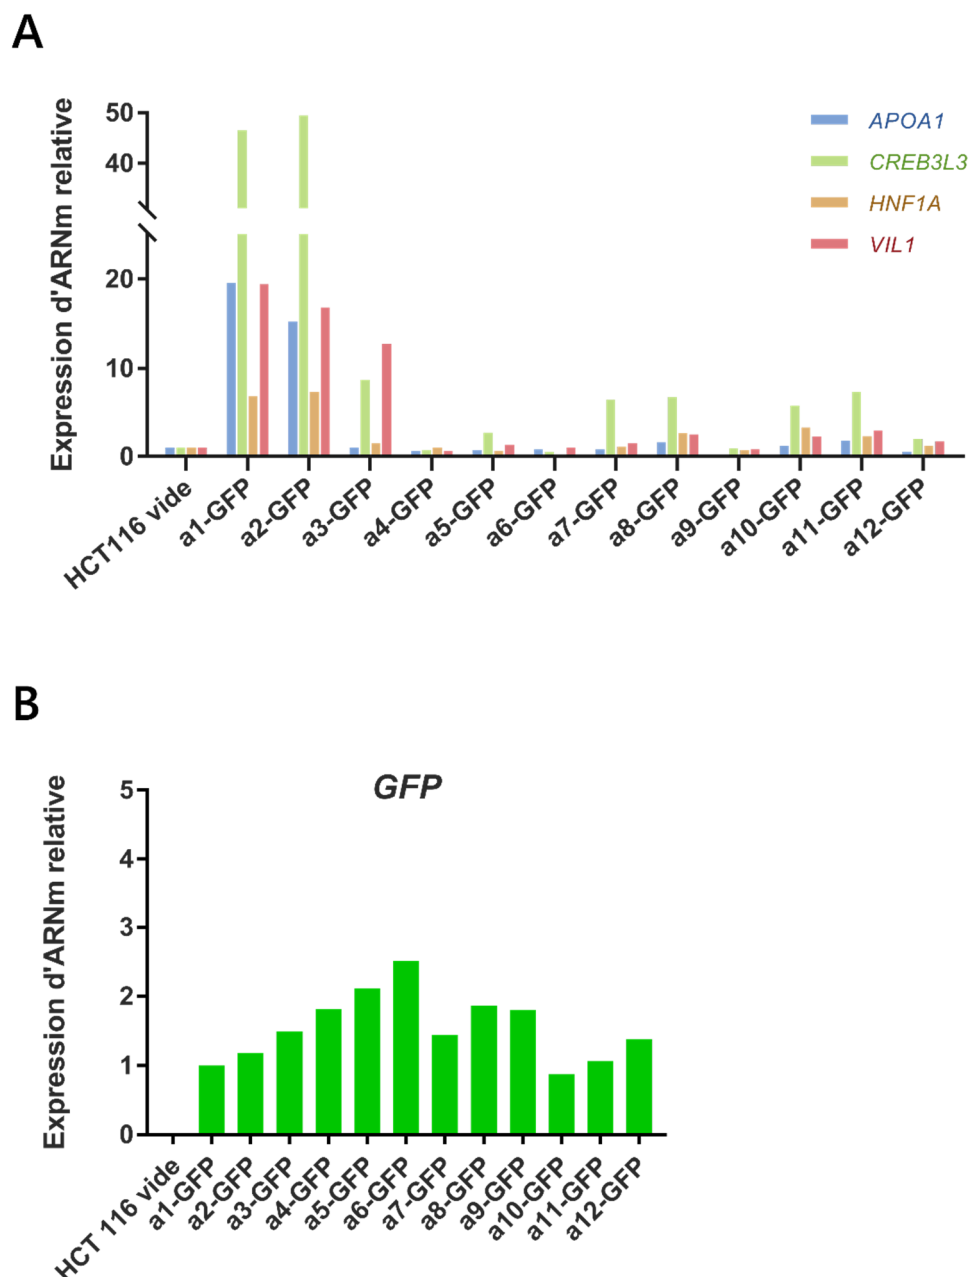 A
Expression d'ARNm relative
50
40
20
10
0
APOA1
CREB3L3
HNF1A
VIL1
HCT116 vide
a1-GFP
a2-GFP
a3-GFP
a4-GFP
a5-GFP
a6-GFP
a7-GFP
a8-GFP
a9-GFP
a10-GFP
a11-GFP
a12-GFP
B
GFP
Expression d'ARNm relative
5
4
3
2
1
0
HCT 116 vide
a1-GFP
a2-GFP
a3-GFP
a4-GFP
a5-GFP
a6-GFP
a7-GFP
a8-GFP
a9-GFP
a10-GFP
a11-GFP
a12-GFP